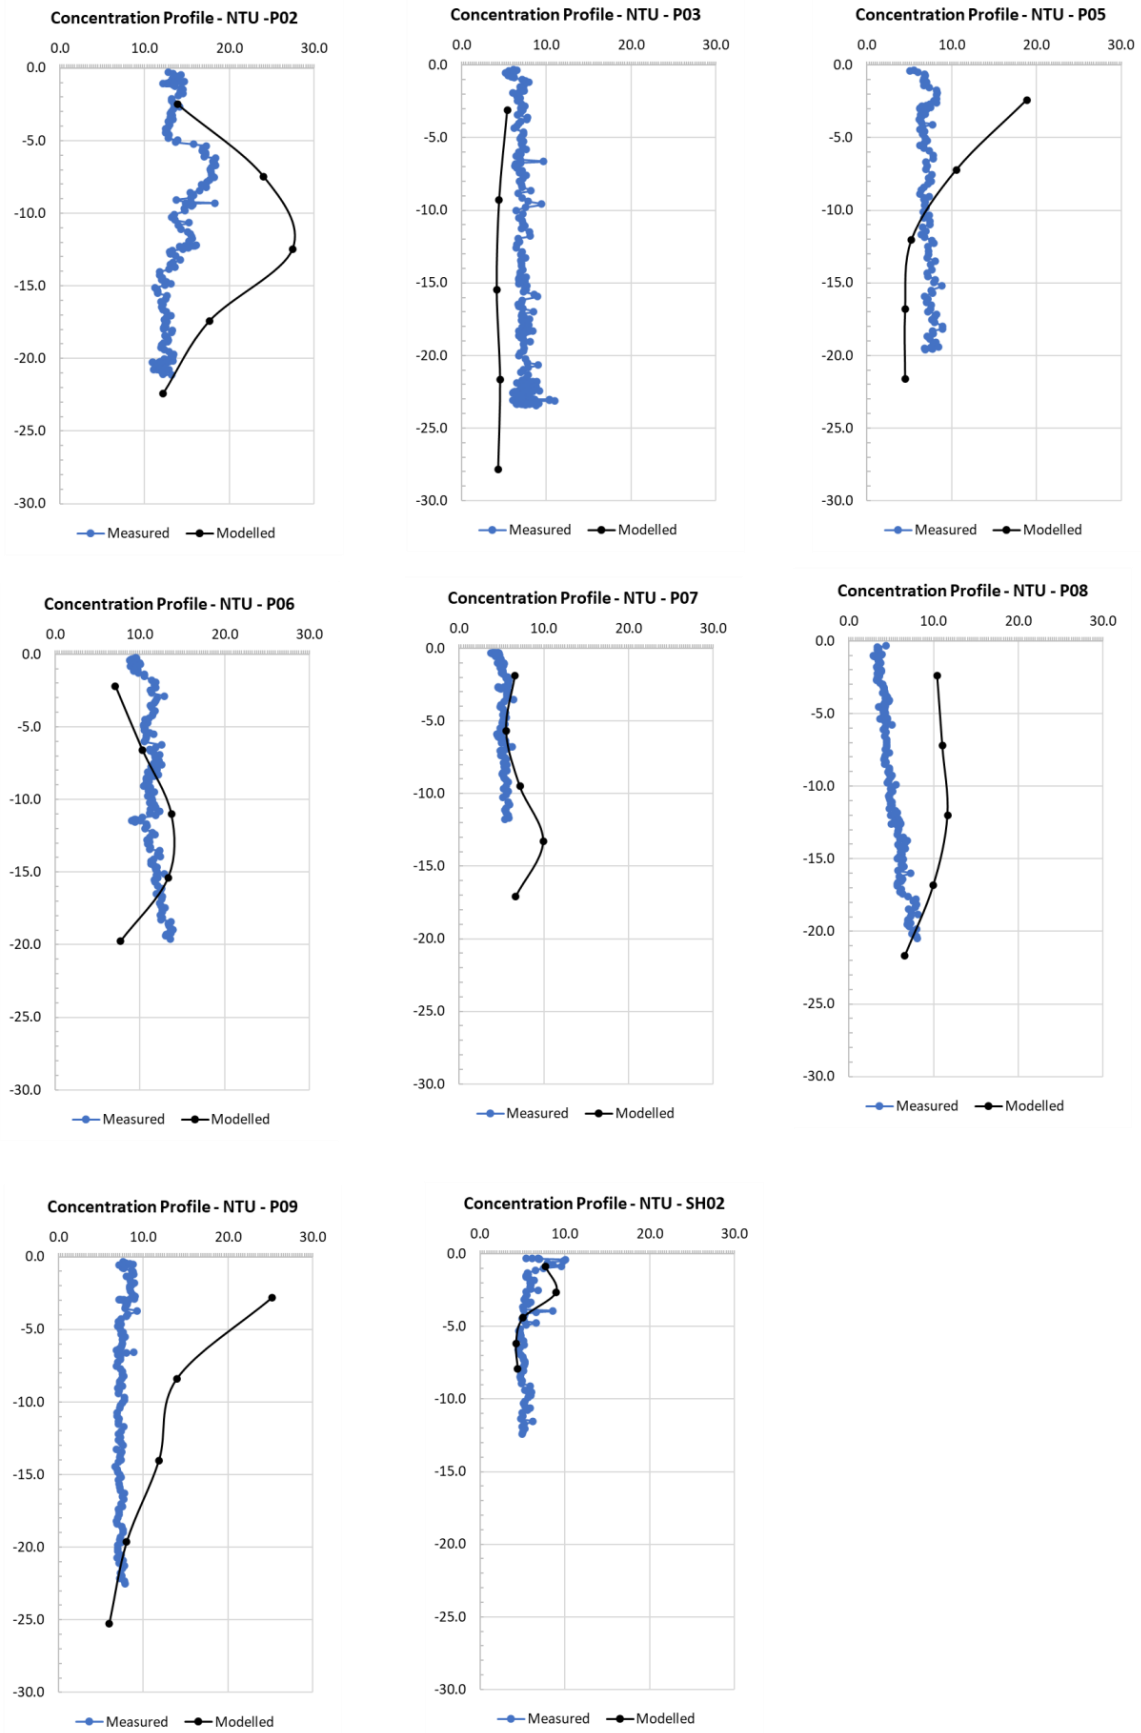 Concentration Profile - NTU -P02
0.0 10.0 20.0 30.0
0.0
-5.0
-10.0
-15.0
-20.0
-25.0
-30.0
Measured Modelled
Concentration Profile - NTU - P03
0.0 10.0 20.0 30.0
0.0
-5.0
-10.0
-15.0
-20.0
-25.0
-30.0
Measured Modelled
Concentration Profile - NTU - P05
0.0 10.0 20.0 30.0
0.0
-5.0
-10.0
-15.0
-20.0
-25.0
-30.0
Measured Modelled
Concentration Profile - NTU - P06
0.0 10.0 20.0 30.0
0.0
-5.0
-10.0
-15.0
-20.0
-25.0
-30.0
Measured Modelled
Concentration Profile - NTU - P07
0.0 10.0 20.0 30.0
0.0
-5.0
-10.0
-15.0
-20.0
-25.0
-30.0
Measured Modelled
Concentration Profile - NTU - P08
0.0 10.0 20.0 30.0
0.0
-5.0
-10.0
-15.0
-20.0
-25.0
-30.0
Measured Modelled
Concentration Profile - NTU - P09
0.0 10.0 20.0 30.0
0.0
-5.0
-10.0
-15.0
-20.0
-25.0
-30.0
Measured Modelled
Concentration Profile - NTU - SH02
0.0 10.0 20.0 30.0
0.0
-5.0
-10.0
-15.0
-20.0
-25.0
-30.0
Measured Modelled